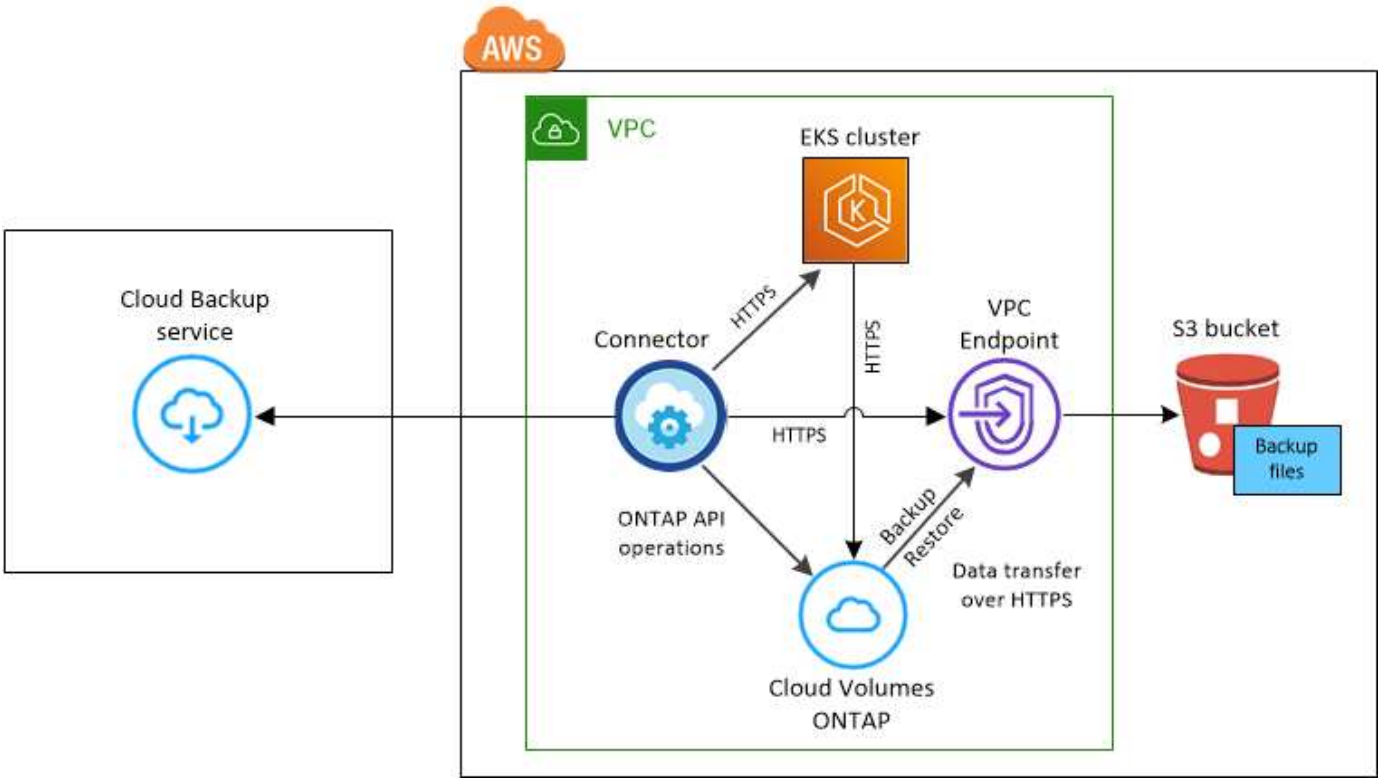 AWS
VPC
EKS cluster
Cloud Backup
service
Connector
HTTPS
HTTPS
VPC
Endpoint
S3 bucket
HTTPS
Backup
files
ONTAP API
operations
Backup
Restore
Data transfer
over HTTPS
Cloud Volumes
ONTAP
K